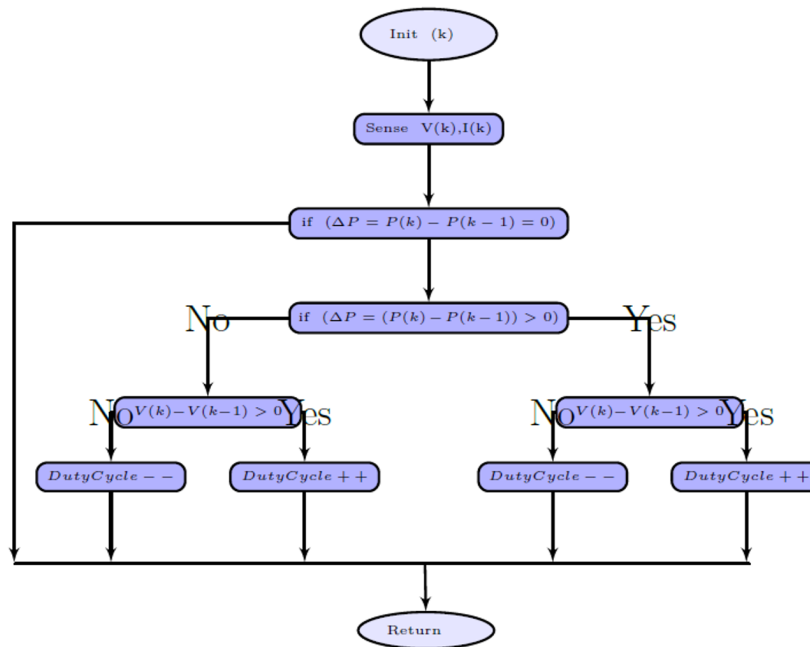 Init (k)
Sense V(k),I(k)
if (ΔP = P(k) − P(k − 1) = 0)
No
if (ΔP = (P(k) − P(k−1)) > 0)
Yes
No
V(k)−V(k−1) > 0
Yes
No
V(k)−V(k−1) > 0
Yes
DutyCycle − −
DutyCycle + +
DutyCycle − −
DutyCycle + +
Return